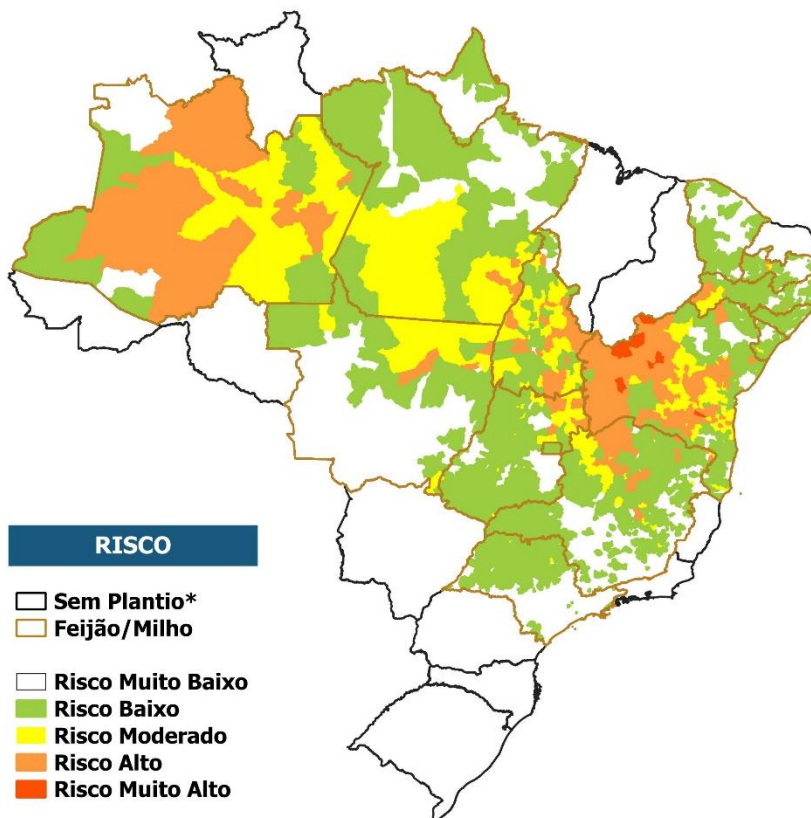 RISCO
Sem Plantio*
Feijão/Milho
Risco Muito Baixo
Risco Baixo
Risco Moderado
Risco Alto
Risco Muito Alto